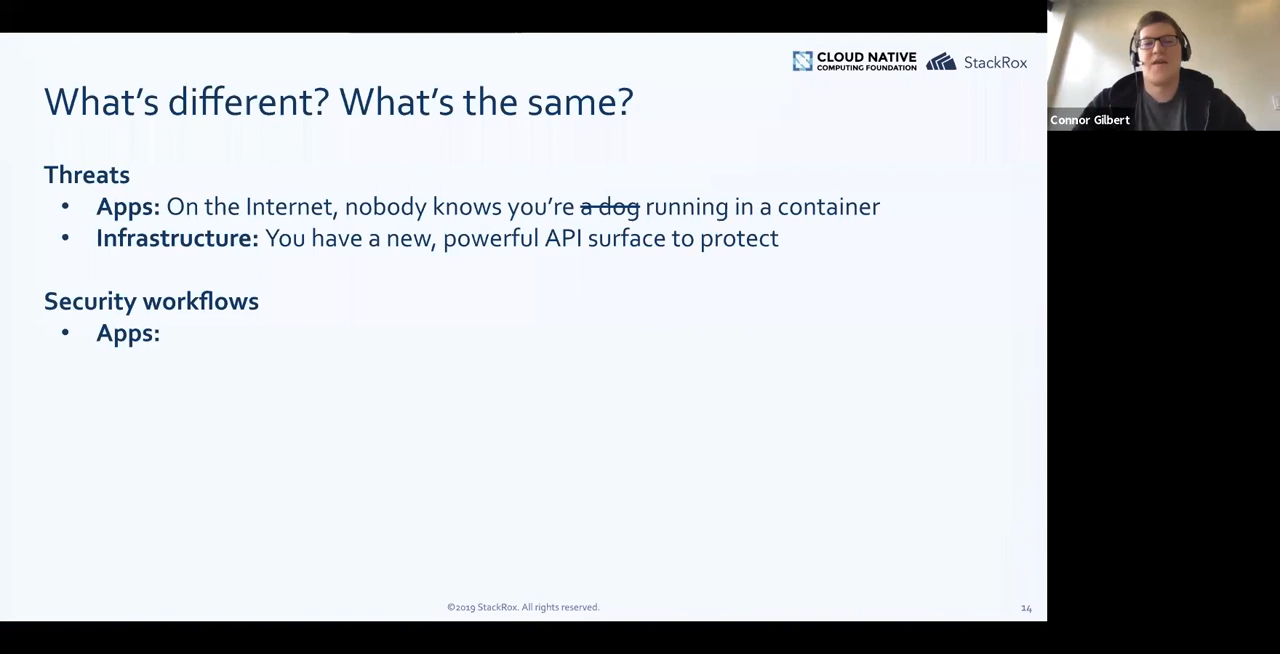 CLOUD NATIVE
COMPUTING FOUNDATION
StackRox
What's different? What's the same?
Connor Gilbert
Threats
• Apps: On the Internet, nobody knows you're a dog running in a container
• Infrastructure: You have a new, powerful API surface to protect
Security workflows
• Apps:
©2019 StackRox. All rights reserved.
14